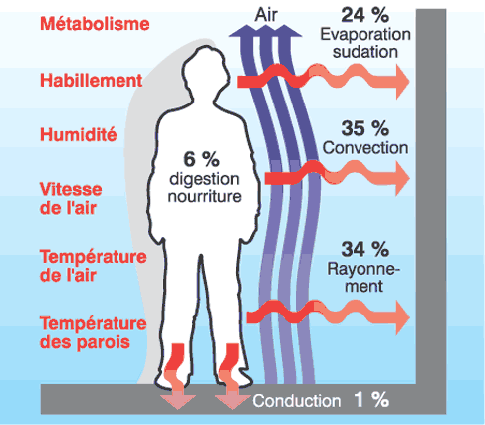 Métabolisme
Habillement
Humidité
Vitesse
de l'air
Température
de l'air
Température
des parois
Air
6 %
digestion
nourriture
24 %
Evaporation
sudation
35 %
Convection
34 %
Rayonne-
ment
Conduction 1 %